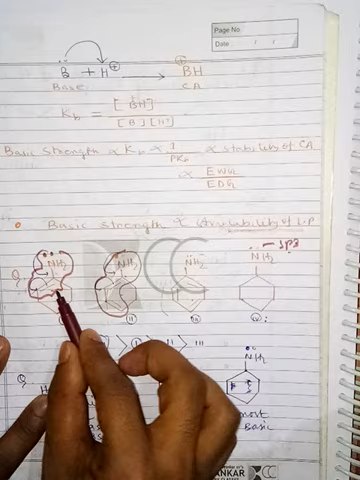 Page No.
Date : / /
B + H⊕ → BH⊕
Base CA
Kb = [BH] / [B][H+]
Basic Strength ∝ Kb ∝ 1/PKb ∝ stability of CA
∝ EWG / EDG
Basic strength ∝ Availability of L.P
SP3
Q NH2 NH2 NH2 NH2
(ii) (iii) (iv)
> I > II > III
Q NH2
most
Basic
ANKAR